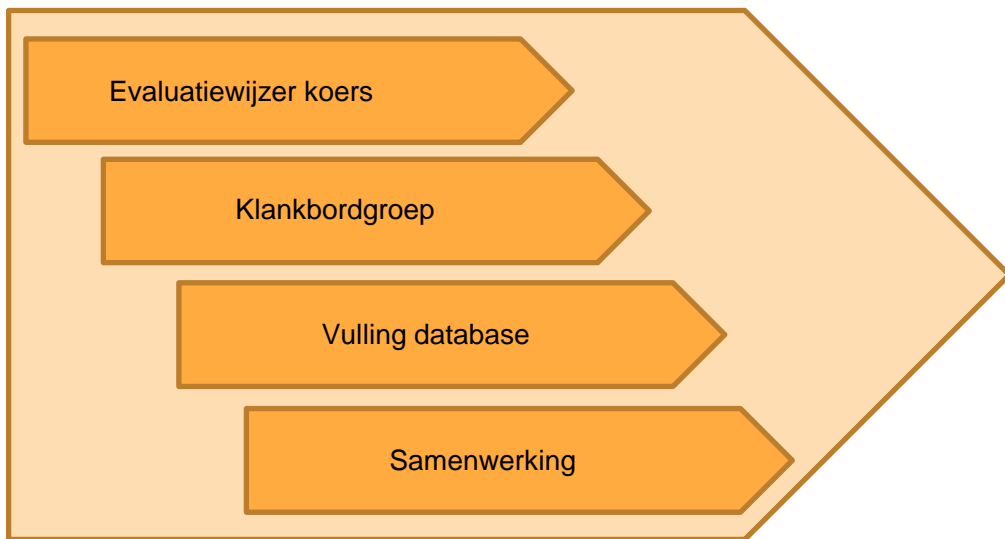 Evaluatiewijzer koers
Klankbordgroep
Vulling database
Samenwerking